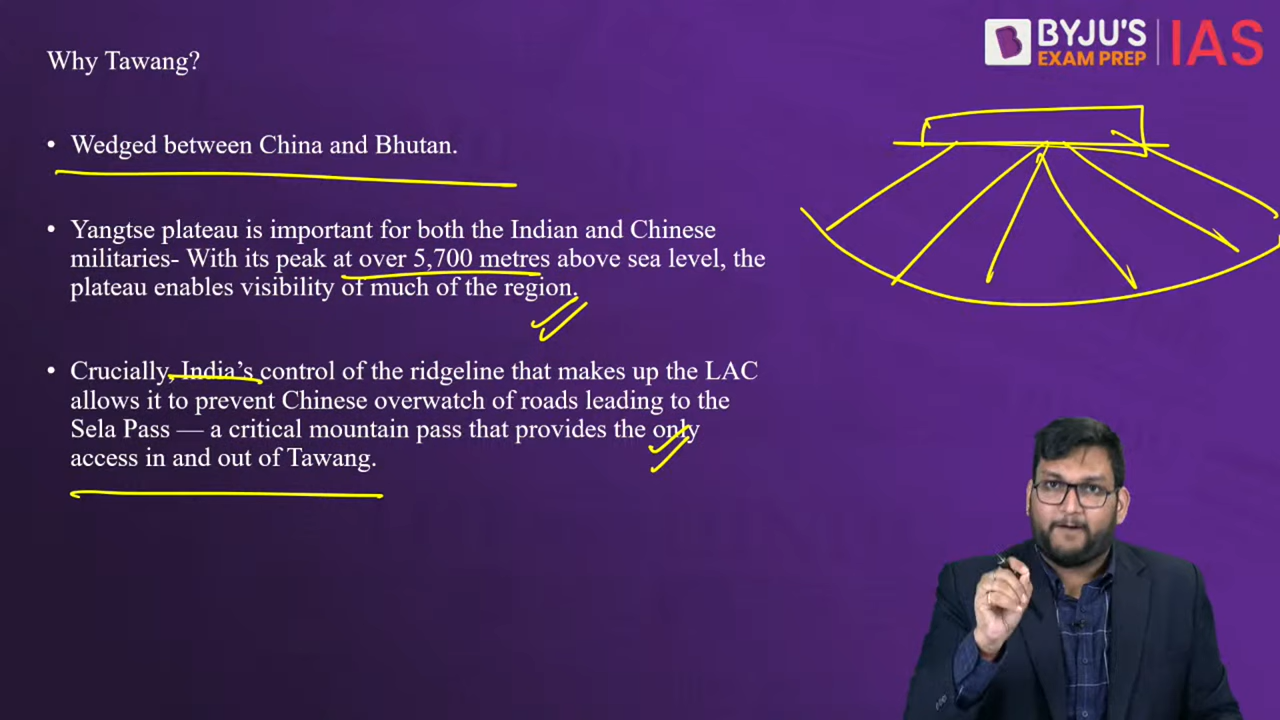 Why Tawang?
BYJU'S
EXAM PREP
IAS
• Wedged between China and Bhutan.
• Yangtse plateau is important for both the Indian and Chinese
militaries- With its peak at over 5,700 metres above sea level, the
plateau enables visibility of much of the region.
• Crucially, India’s control of the ridgeline that makes up the LAC
allows it to prevent Chinese overwatch of roads leading to the
Sela Pass — a critical mountain pass that provides the only
access in and out of Tawang.